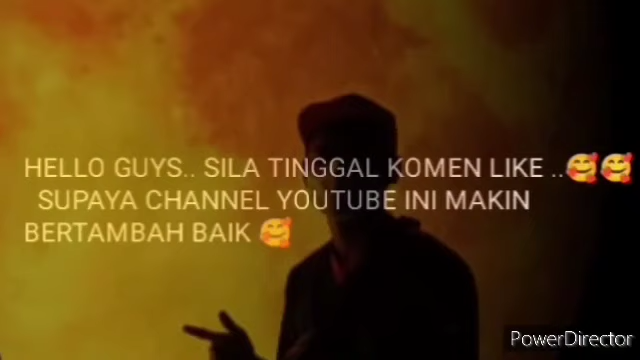 HELLO GUYS.. SILA TINGGAL KOMEN LIKE ..🥰🥰
SUPAYA CHANNEL YOUTUBE INI MAKIN
BERTAMBAH BAIK 🥰
PowerDirector